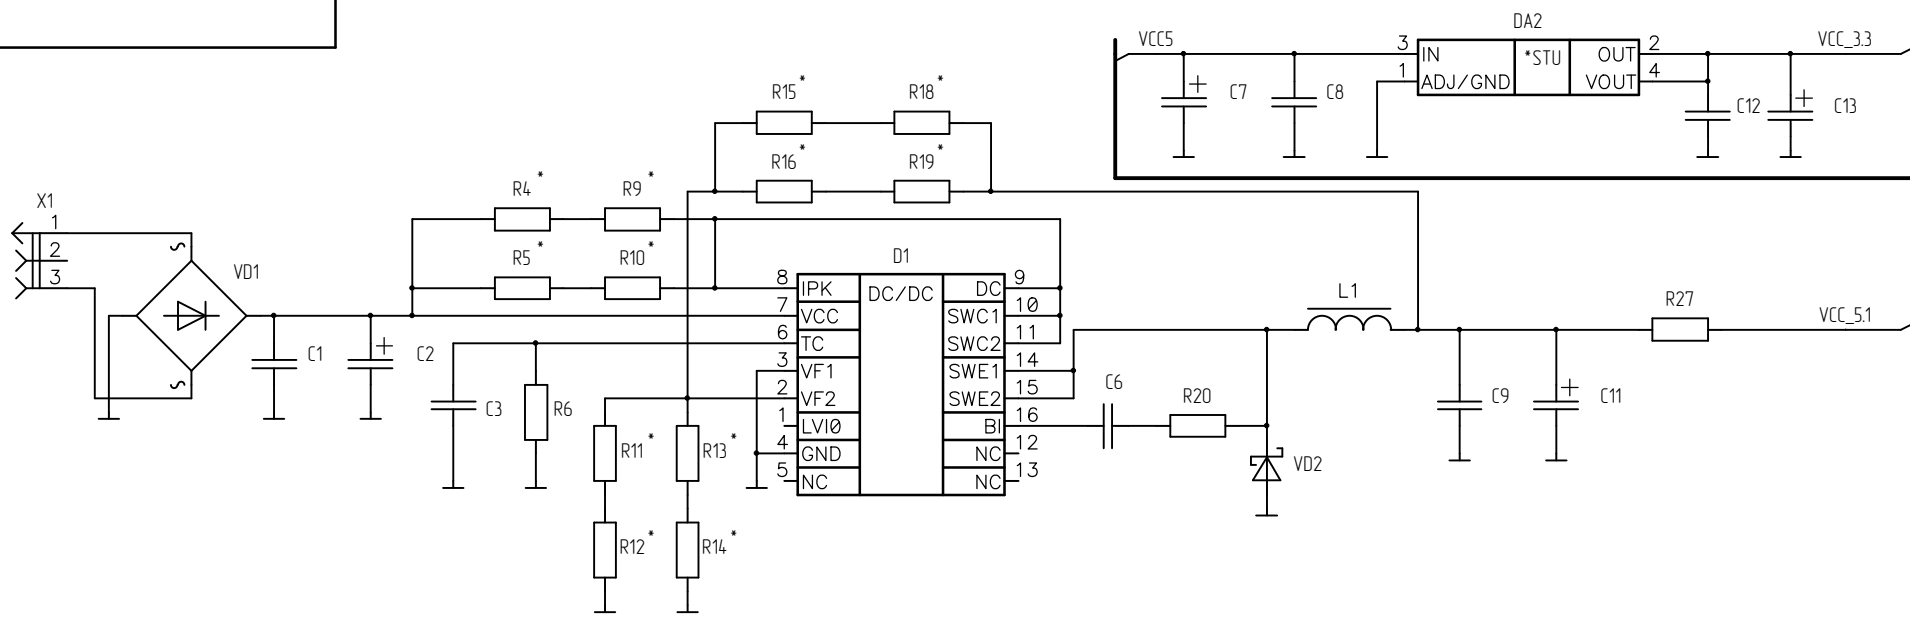 DA2
VCC5
3 IN *STU OUT 2
VCC_3.3
1 ADJ/GND VOUT 4
+ C7
C8
C12
+ C13
R15*
R18*
R16*
R19*
R4*
R9*
R5*
R10*
X1
1
2
3
VD1
C1
+ C2
C3
R6
D1
DC/DC
8 IPK
7 VCC
6 TC
3 VF1
2 VF2
1 LVI0
4 GND
5 NC
DC 9
SWC1 10
SWC2 11
SWE1 14
SWE2 15
BI 16
NC 12
NC 13
R11*
R13*
R12*
R14*
C6
R20
VD2
L1
R27
VCC_5.1
C9
+ C11